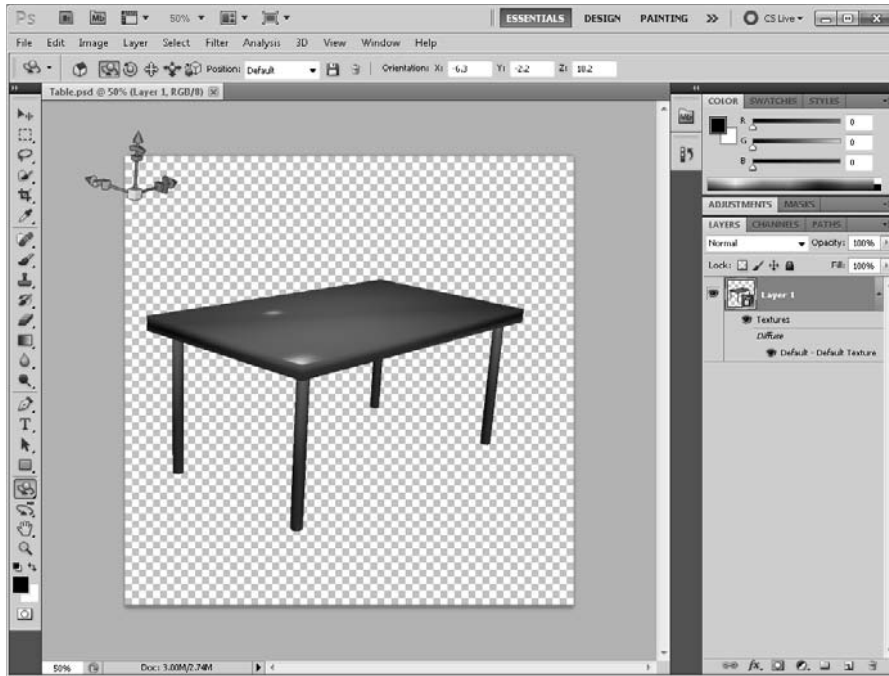 Ps Br Mb 50% ESSENTIALS DESIGN PAINTING >> CS Live
File Edit Image Layer Select Filter Analysis 3D View Window Help
Position: Default Orientation: X: -6.3 Y: -2.2 Z: 18.2
Table.psd @ 50% (Layer 1, RGB/8)
COLOR SWATCHES STYLES
Mb
R 0
G 0
B 0
ADJUSTMENTS MASKS
LAYERS CHANNELS PATHS
Normal Opacity: 100%
Lock: Fill: 100%
Layer 1
Textures
Diffuse
Default - Default Texture
T
50% Doc: 3.00M/2.74M fx